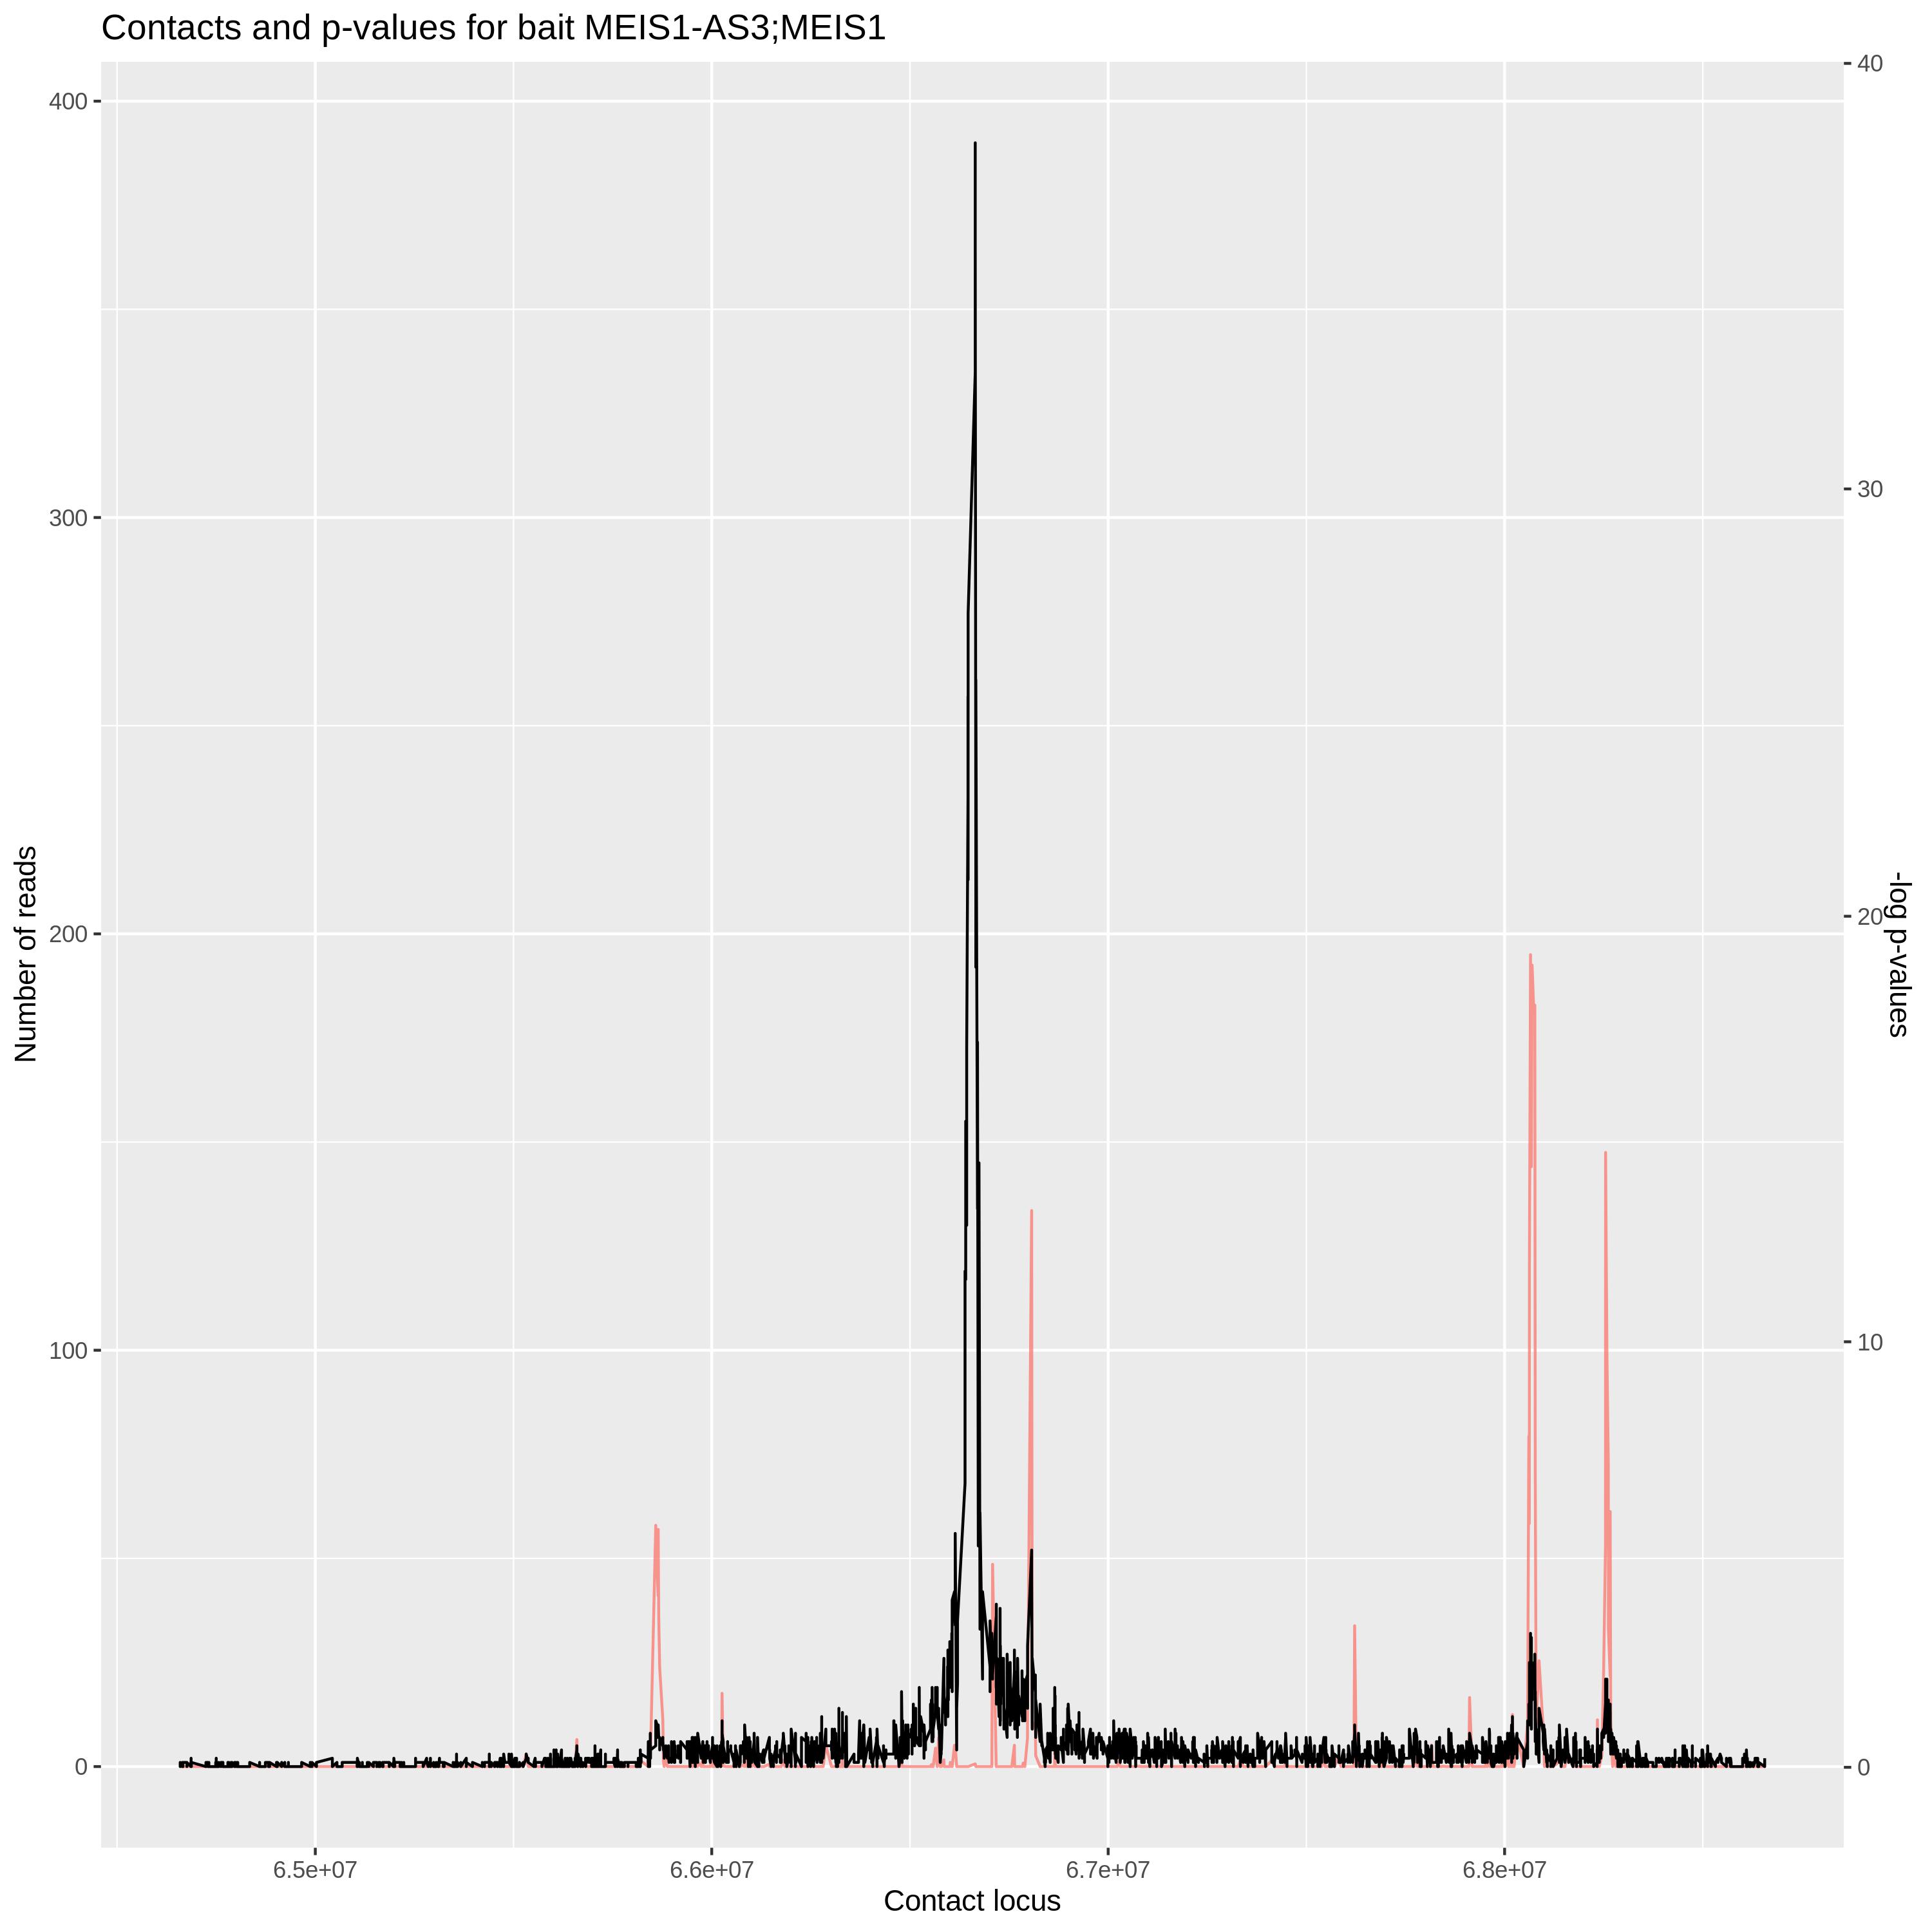 Contacts and p-values for bait MEIS1-AS3;MEIS1
400
300
200
100
0
Number of reads
40
30
20
10
0
-log p-values
6.5e+07
6.6e+07
6.7e+07
6.8e+07
Contact locus